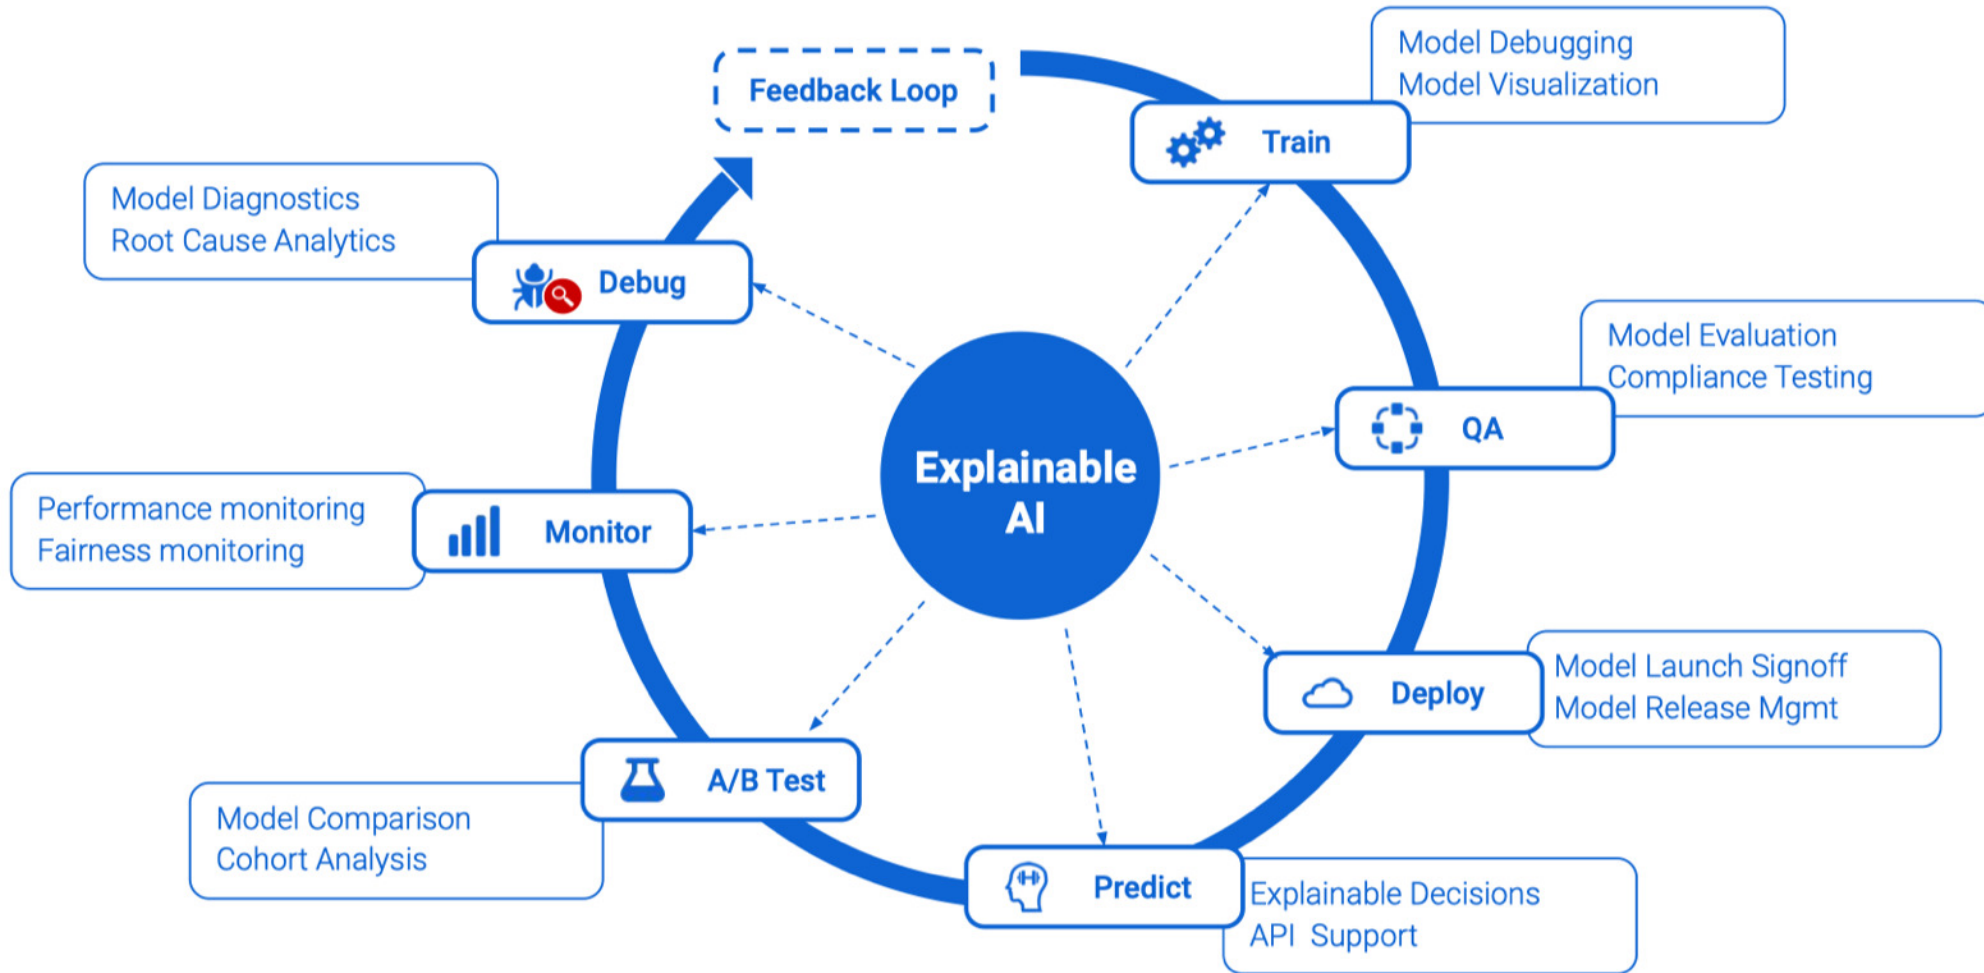 Feedback Loop
Model Debugging
Model Visualization
Train
Model Evaluation
Compliance Testing
QA
Model Launch Signoff
Model Release Mgmt
Deploy
Explainable Decisions
API Support
Predict
Model Comparison
Cohort Analysis
A/B Test
Performance monitoring
Fairness monitoring
Monitor
Model Diagnostics
Root Cause Analytics
Debug
Explainable
AI